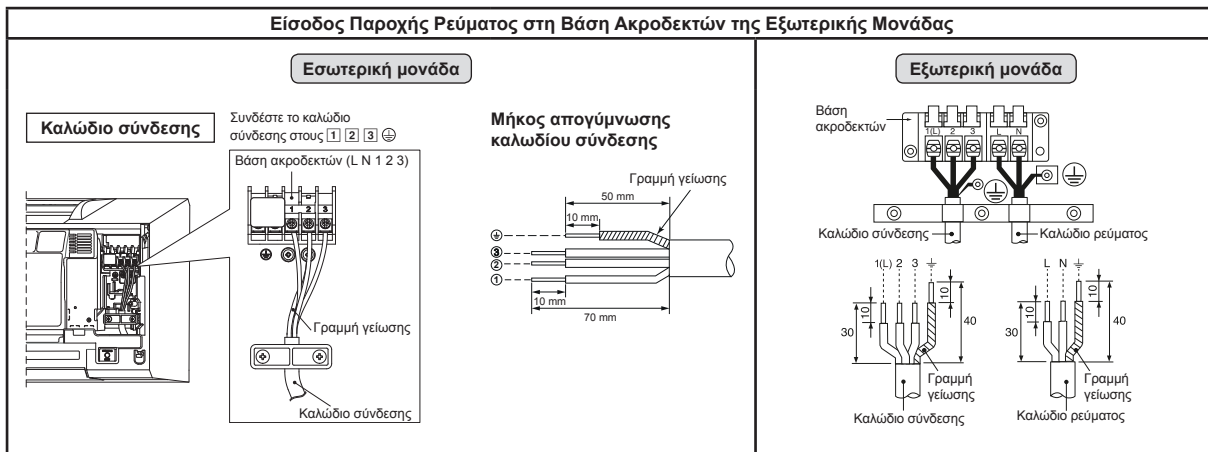 Είσοδος Παροχής Ρεύματος στη Βάση Ακροδεκτών της Εξωτερικής Μονάδας
Εσωτερική μονάδα
Καλώδιο σύνδεσης
Συνδέστε το καλώδιο
σύνδεσης στους 1 2 3 ⏚
Βάση ακροδεκτών (L N 1 2 3)
1 2 3
Γραμμή γείωσης
Καλώδιο σύνδεσης
Μήκος απογύμνωσης
καλωδίου σύνδεσης
Γραμμή γείωσης
50 mm
10 mm
③
②
①
10 mm
70 mm
Εξωτερική μονάδα
Βάση
ακροδεκτών
1(L) 2 3 L N
Καλώδιο σύνδεσης
Καλώδιο ρεύματος
1(L) 2 3
10
10
30
40
Γραμμή
γείωσης
Καλώδιο σύνδεσης
L N
10
10
30
40
Γραμμή
γείωσης
Καλώδιο ρεύματος